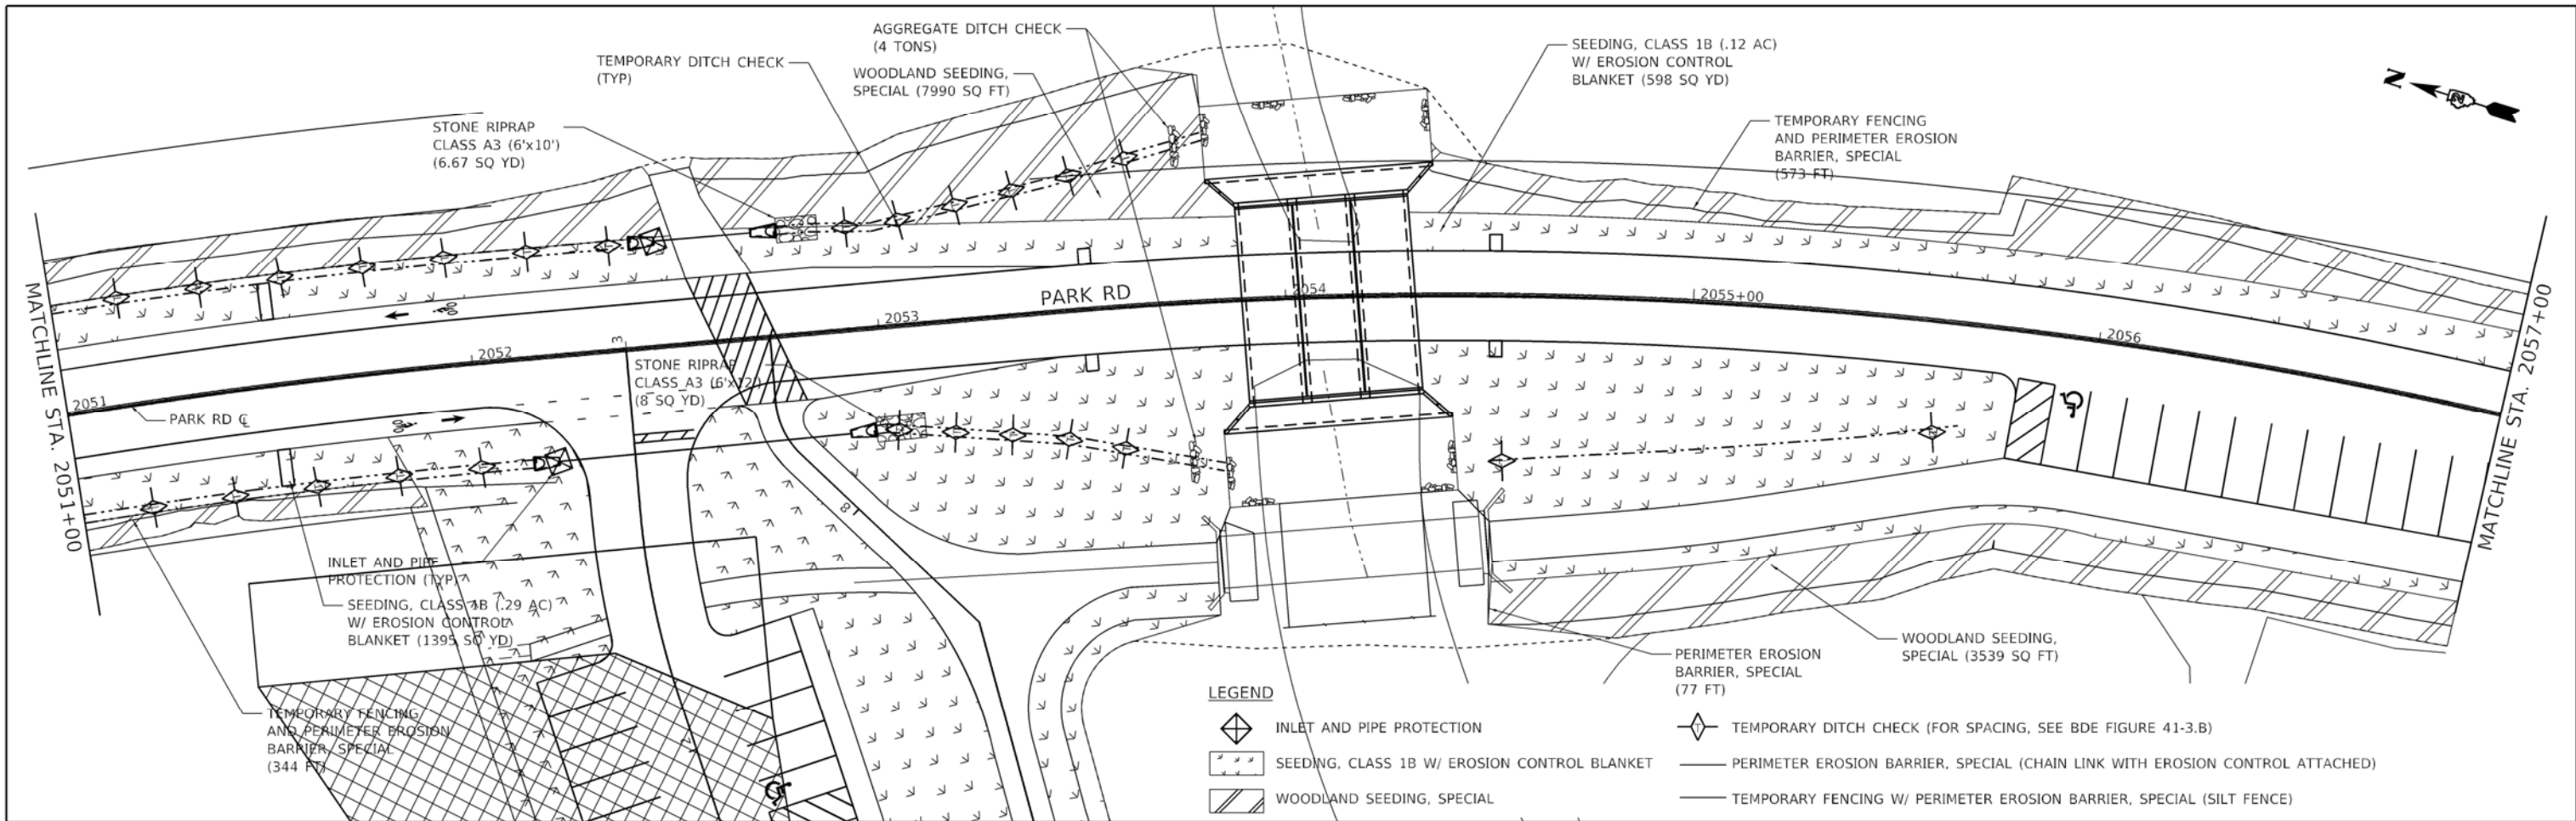 AGGREGATE DITCH CHECK
(4 TONS)
TEMPORARY DITCH CHECK
(TYP)
WOODLAND SEEDING,
SPECIAL (7990 SQ FT)
SEEDING, CLASS 1B (.12 AC)
W/ EROSION CONTROL
BLANKET (598 SQ YD)
N
STONE RIPRAP
CLASS A3 (6'x10')
(6.67 SQ YD)
TEMPORARY FENCING
AND PERIMETER EROSION
BARRIER, SPECIAL
(573 FT)
MATCHLINE STA. 2051+00
2051
PARK RD ℄
2052
3
2053
PARK RD
2054
2055+00
2056
MATCHLINE STA. 2057+00
STONE RIPRAP
CLASS A3 (6'x12')
(8 SQ YD)
18
INLET AND PIPE
PROTECTION (TYP)
SEEDING, CLASS 1B (.29 AC)
W/ EROSION CONTROL
BLANKET (1395 SQ YD)
TEMPORARY FENCING
AND PERIMETER EROSION
BARRIER, SPECIAL
(344 FT)
17
PERIMETER EROSION
BARRIER, SPECIAL
(77 FT)
WOODLAND SEEDING,
SPECIAL (3539 SQ FT)
LEGEND
INLET AND PIPE PROTECTION
SEEDING, CLASS 1B W/ EROSION CONTROL BLANKET
WOODLAND SEEDING, SPECIAL
TEMPORARY DITCH CHECK (FOR SPACING, SEE BDE FIGURE 41-3.B)
PERIMETER EROSION BARRIER, SPECIAL (CHAIN LINK WITH EROSION CONTROL ATTACHED)
TEMPORARY FENCING W/ PERIMETER EROSION BARRIER, SPECIAL (SILT FENCE)